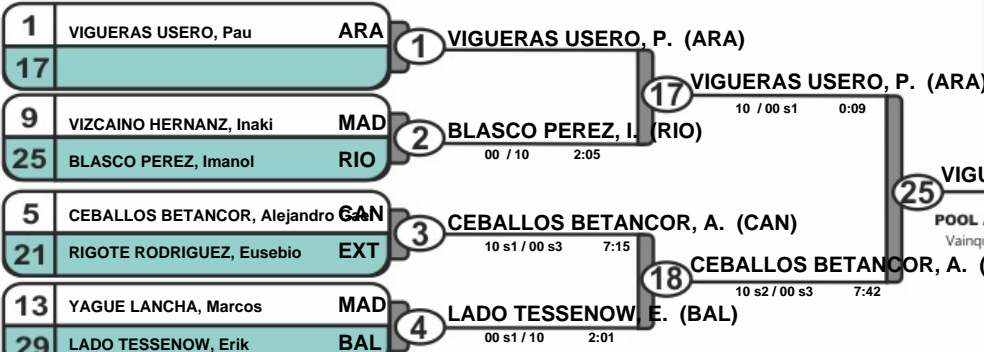 1 VIGUERAS USERO, Pau ARA
17
1
VIGUERAS USERO, P. (ARA)
9 VIZCAINO HERNANZ, Inaki MAD
25 BLASCO PEREZ, Imanol RIO
2
BLASCO PEREZ, I. (RIO)
00 / 10 2:05
17
VIGUERAS USERO, P. (ARA)
10 / 00 s1 0:09
5 CEBALLOS BETANCOR, Alejandro CAN
21 RIGOTE RODRIGUEZ, Eusebio EXT
3
CEBALLOS BETANCOR, A. (CAN)
10 s1 / 00 s3 7:15
13 YAGUE LANCHA, Marcos MAD
29 LADO TESSENOW, Erik BAL
4
LADO TESSENOW, E. (BAL)
00 s1 / 10 2:01
18
CEBALLOS BETANCOR, A. (
10 s2 / 00 s3 7:42
25
VIGU
POOL
Vainqu